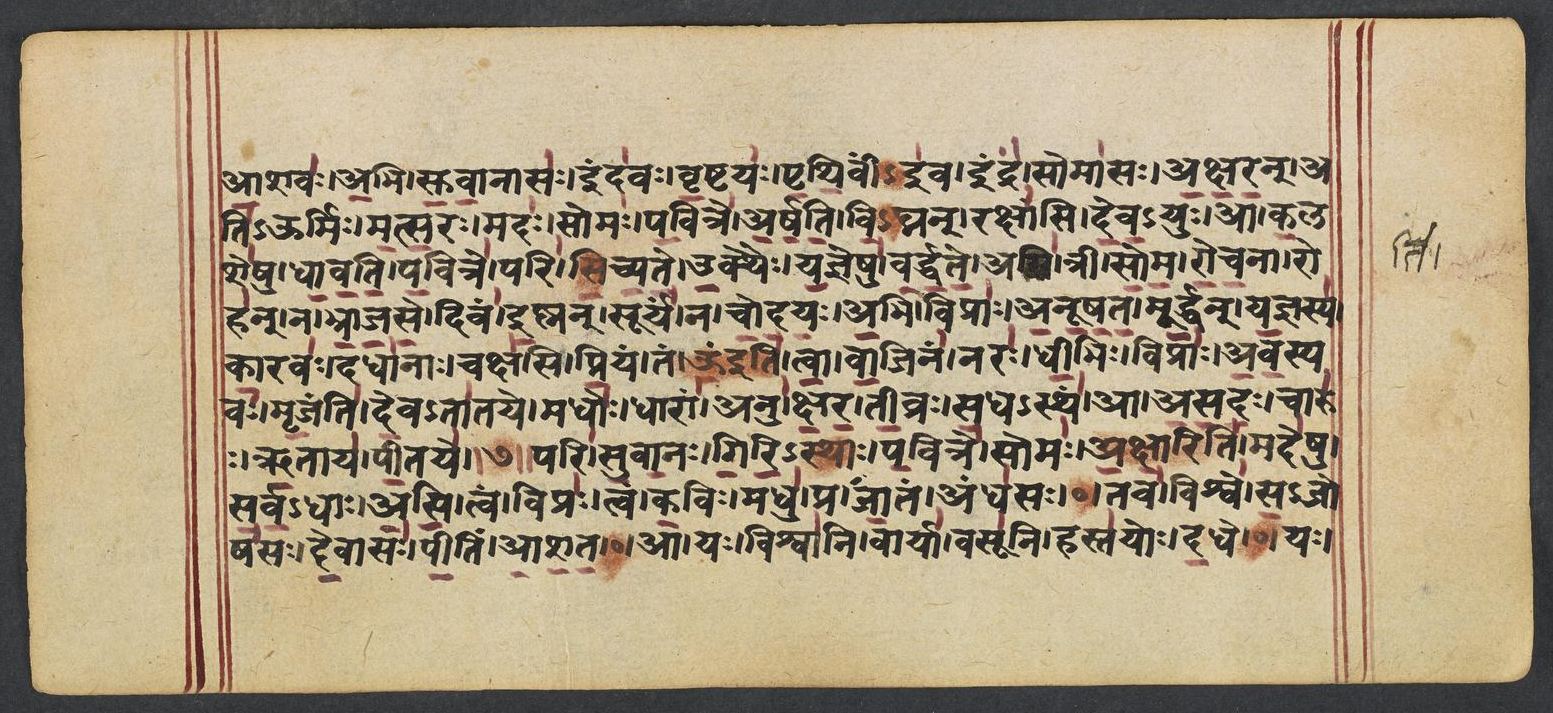 आशवः।अभि।सुवानासः।इंदवः।वृष्टयः।पृथिवींऽइव।इंद्रं।सोमासः।अक्षरन्।अ
तिऽऊर्मिः।मत्सरः।मदः।सोमः।पवित्रे।अर्षति।विऽघ्नन्।रक्षांसि।देवऽयुः।आ।कल
शेषु।धावति।पवित्रे।परि।सिच्यते।उक्थैः।यज्ञेषु।वर्द्धते।अति।त्री।सोम।रोचना।रो
हन्।न।भ्राजसे।दिवं।इष्णन्।सूर्यं।न।चोदयः।अभि।विप्राः।अनूषत।मूर्द्धन्।यज्ञस्य।
कारवः।दधानाः।चक्षसि।प्रियं।तं।ऊंइति।त्वा।वाजिनं।नरः।धीभिः।विप्राः।अवस्य
वः।मृजंति।देवऽतातये।मधोः।धारां।अनु।क्षर।तीव्रः।सधऽस्थं।आ।असदः।चारु
ः।ऋताय।पीतये।।७।।परि।सुवानः।गिरिऽस्थाः।पवित्रे।सोमः।अक्षारिति।मदेषु।
सर्वऽधाः।असि।त्वं।विप्रः।त्वं।कविः।मधु।प्र।जातं।अंधसः।०।तव।विश्वे।सऽजो
षसः।देवासः।पीतिं।आशत।०।आ।यः।विश्वानि।वार्या।वसूनि।हस्तयोः।दधे।०।यः।